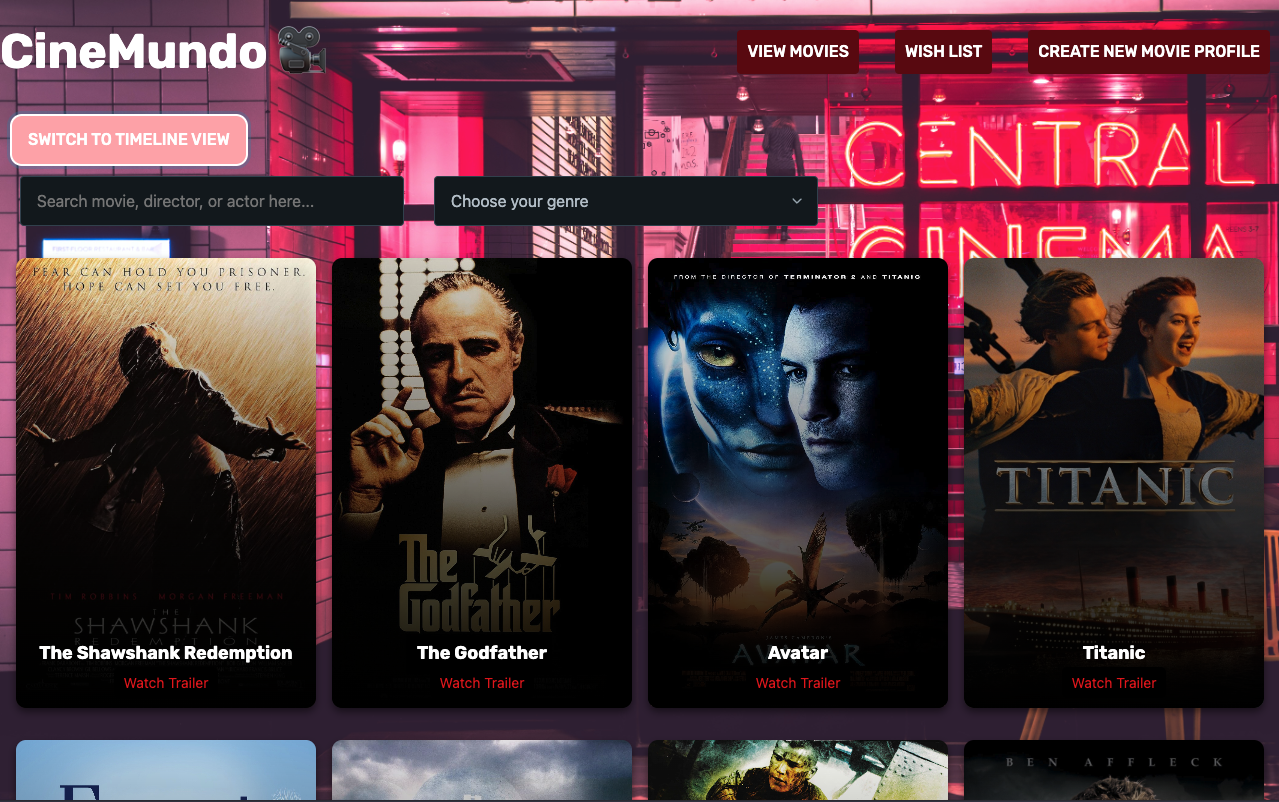 CineMundo
VIEW MOVIES
WISH LIST
CREATE NEW MOVIE PROFILE
SWITCH TO TIMELINE VIEW
CENTRAL
Search movie, director, or actor here...
Choose your genre
CINEMA
FEAR CAN HOLD YOU PRISONER.
HOPE CAN SET YOU FREE.
FROM THE DIRECTOR OF TERMINATOR 2 AND TITANIC
TITANIC
The
Godfather
TIM ROBBINS MORGAN FREEMAN
THE
SHAWSHANK
REDEMPTION
JAMES CAMERON'S
AVATAR
The Shawshank Redemption
The Godfather
Avatar
Titanic
Watch Trailer
Watch Trailer
Watch Trailer
Watch Trailer
BEN AFFLECK